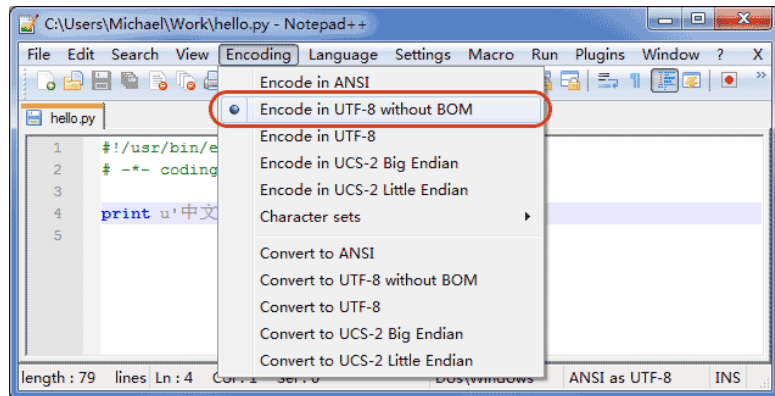 C:\Users\Michael\Work\hello.py - Notepad++
File Edit Search View Encoding Language Settings Macro Run Plugins Window ? X
hello.py
Encode in ANSI
Encode in UTF-8 without BOM
Encode in UTF-8
Encode in UCS-2 Big Endian
Encode in UCS-2 Little Endian
Character sets
Convert to ANSI
Convert to UTF-8 without BOM
Convert to UTF-8
Convert to UCS-2 Big Endian
Convert to UCS-2 Little Endian
1 #!/usr/bin/e
2 # -*- coding
3
4 print u'中文
5
length : 79 lines Ln : 4 ANSI as UTF-8 INS